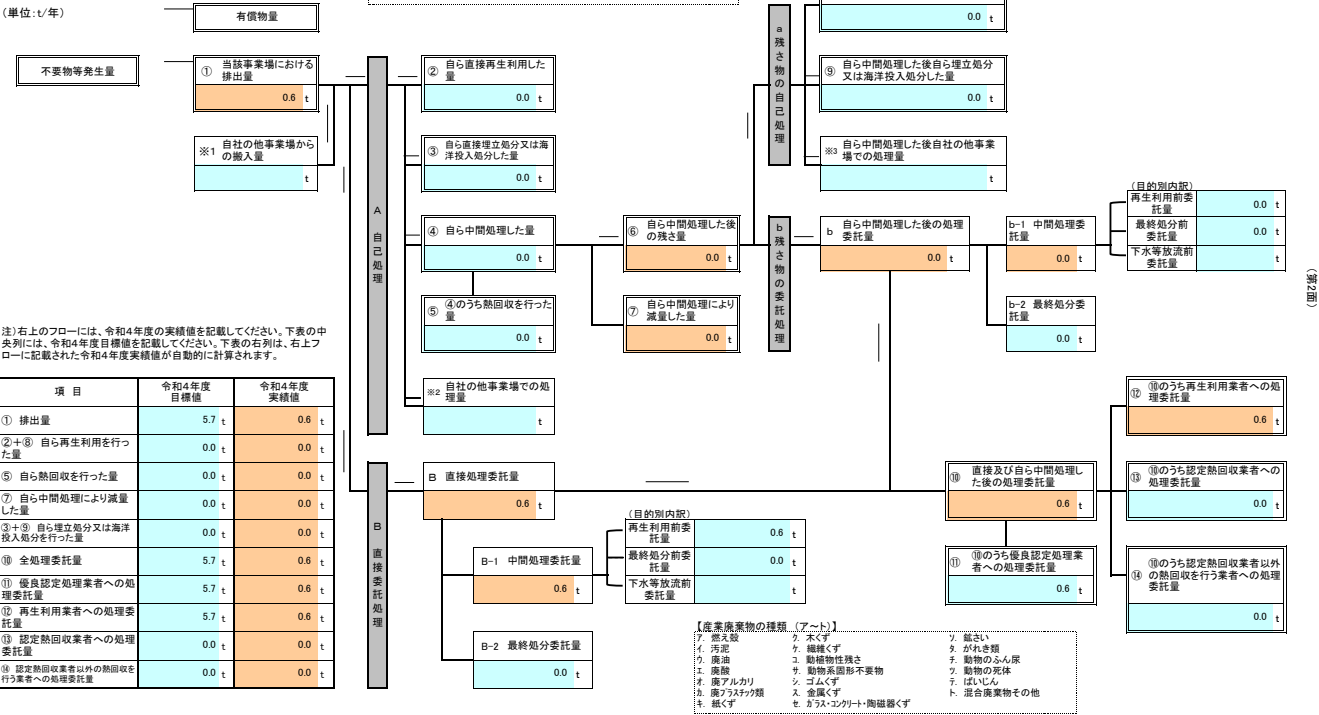 （単位：t/年）
有償物量
0.0 t
不要物等発生量
① 当該事業場における
排出量
0.6 t
※1 自社の他事業場から
の搬入量
t
A 自己処理
② 自ら直接再生利用した
量
0.0 t
③ 自ら直接埋立処分又は海
洋投入処分した量
0.0 t
④ 自ら中間処理した量
0.0 t
⑤ ④のうち熱回収を行った
量
0.0 t
※2 自社の他事業場での処
理量
t
⑥ 自ら中間処理した後
の残さ量
0.0 t
⑦ 自ら中間処理により
減量した量
0.0 t
a 残さ物の自己処理
⑨ 自ら中間処理した後自ら埋立処分
又は海洋投入処分した量
0.0 t
※3 自ら中間処理した後自社の他事業
場での処理量
t
b 残さ物の委託処理
b 自ら中間処理した後の処理
委託量
0.0 t
b-1 中間処理委
託量
0.0 t
b-2 最終処分委
託量
0.0 t
（目的別内訳）
再生利用前委
託量
0.0 t
最終処分前
委託量
0.0 t
下水等放流前
委託量
t
（第2面）
注）右上のフローには、令和４年度の実績値を記載してください。下表の中
央列には、令和４年度目標値を記載してください。下表の右列は、右上フ
ローに記載された令和４年度実績値が自動的に計算されます。
項 目 令和４年度
目標値 令和４年度
実績値
① 排出量 5.7 t 0.6 t
②＋⑧ 自ら再生利用を行っ
た量 0.0 t 0.0 t
⑤ 自ら熱回収を行った量 0.0 t 0.0 t
⑦ 自ら中間処理により減量
した量 0.0 t 0.0 t
③＋⑨ 自ら埋立処分又は海洋
投入処分を行った量 0.0 t 0.0 t
⑩ 全処理委託量 5.7 t 0.6 t
⑪ 優良認定処理業者への処
理委託量 5.7 t 0.6 t
⑫ 再生利用業者への処理委
託量 5.7 t 0.6 t
⑬ 認定熱回収業者への処理
委託量 0.0 t 0.0 t
⑭ 認定熱回収業者以外の熱回収を
行う業者への処理委託量 0.0 t 0.0 t
B 直接委託処理
B 直接処理委託量
0.6 t
B-1 中間処理委託量
0.6 t
B-2 最終処分委託量
0.0 t
（目的別内訳）
再生利用前委
託量
0.6 t
最終処分前委
託量
0.0 t
下水等放流前
委託量
⑩ 直接及び自ら中間処理し
た後の処理委託量
0.6 t
⑪ ⑩のうち優良認定処理業
者への処理委託量
0.6 t
⑫ ⑩のうち再生利用業者への処
理委託量
0.6 t
⑬ ⑩のうち認定熱回収業者への
処理委託量
0.0 t
⑭ ⑩のうち認定熱回収業者以外
の熱回収を行う業者への処理
委託量
0.0 t
【産業廃棄物の種類 （ア～ト）】
ア. 燃え殻 ク. 木くず ソ. 鉱さい
イ. 汚泥 ケ. 繊維くず タ. がれき類
ウ. 廃油 コ. 動植物性残さ チ. 動物のふん尿
エ. 廃酸 サ. 動物系固形不要物 ツ. 動物の死体
オ. 廃アルカリ シ. ゴムくず テ. ばいじん
カ. 廃プラスチック類 ス. 金属くず ト. 混合廃棄物その他
キ. 紙くず セ. ガラス・コンクリート・陶磁器くず